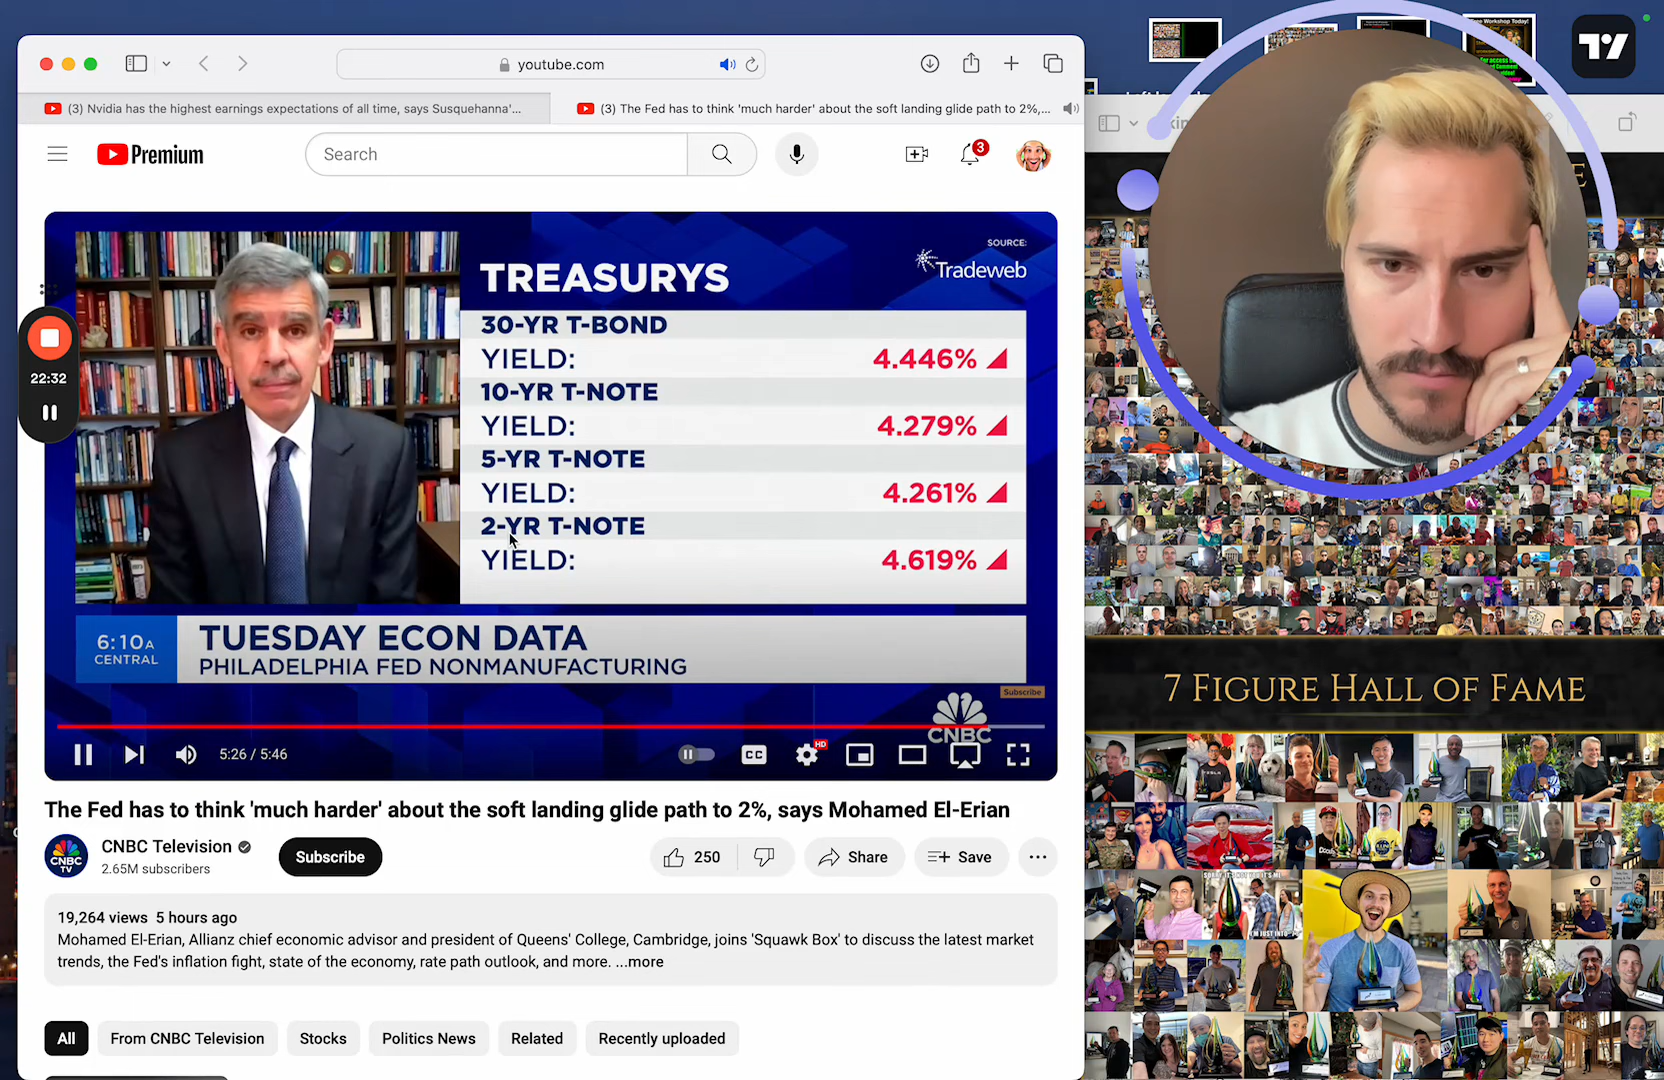 youtube.com
(3) Nvidia has the highest earnings expectations of all time, says Susquehanna'...
(3) The Fed has to think 'much harder' about the soft landing glide path to 2%,...
Premium
Search
3
22:32
TREASURYS
SOURCE:
Tradeweb
30-YR T-BOND
YIELD: 4.446%
10-YR T-NOTE
YIELD: 4.279%
5-YR T-NOTE
YIELD: 4.261%
2-YR T-NOTE
YIELD: 4.619%
6:10A
CENTRAL
TUESDAY ECON DATA
PHILADELPHIA FED NONMANUFACTURING
Subscribe
CNBC
5:26 / 5:46
CC
HD
The Fed has to think 'much harder' about the soft landing glide path to 2%, says Mohamed El-Erian
CNBC
TV
CNBC Television
2.65M subscribers
Subscribe
250
Share
Save
19,264 views 5 hours ago
Mohamed El-Erian, Allianz chief economic advisor and president of Queens' College, Cambridge, joins 'Squawk Box' to discuss the latest market
trends, the Fed's inflation fight, state of the economy, rate path outlook, and more. ...more
All
From CNBC Television
Stocks
Politics News
Related
Recently uploaded
7 FIGURE HALL OF FAME